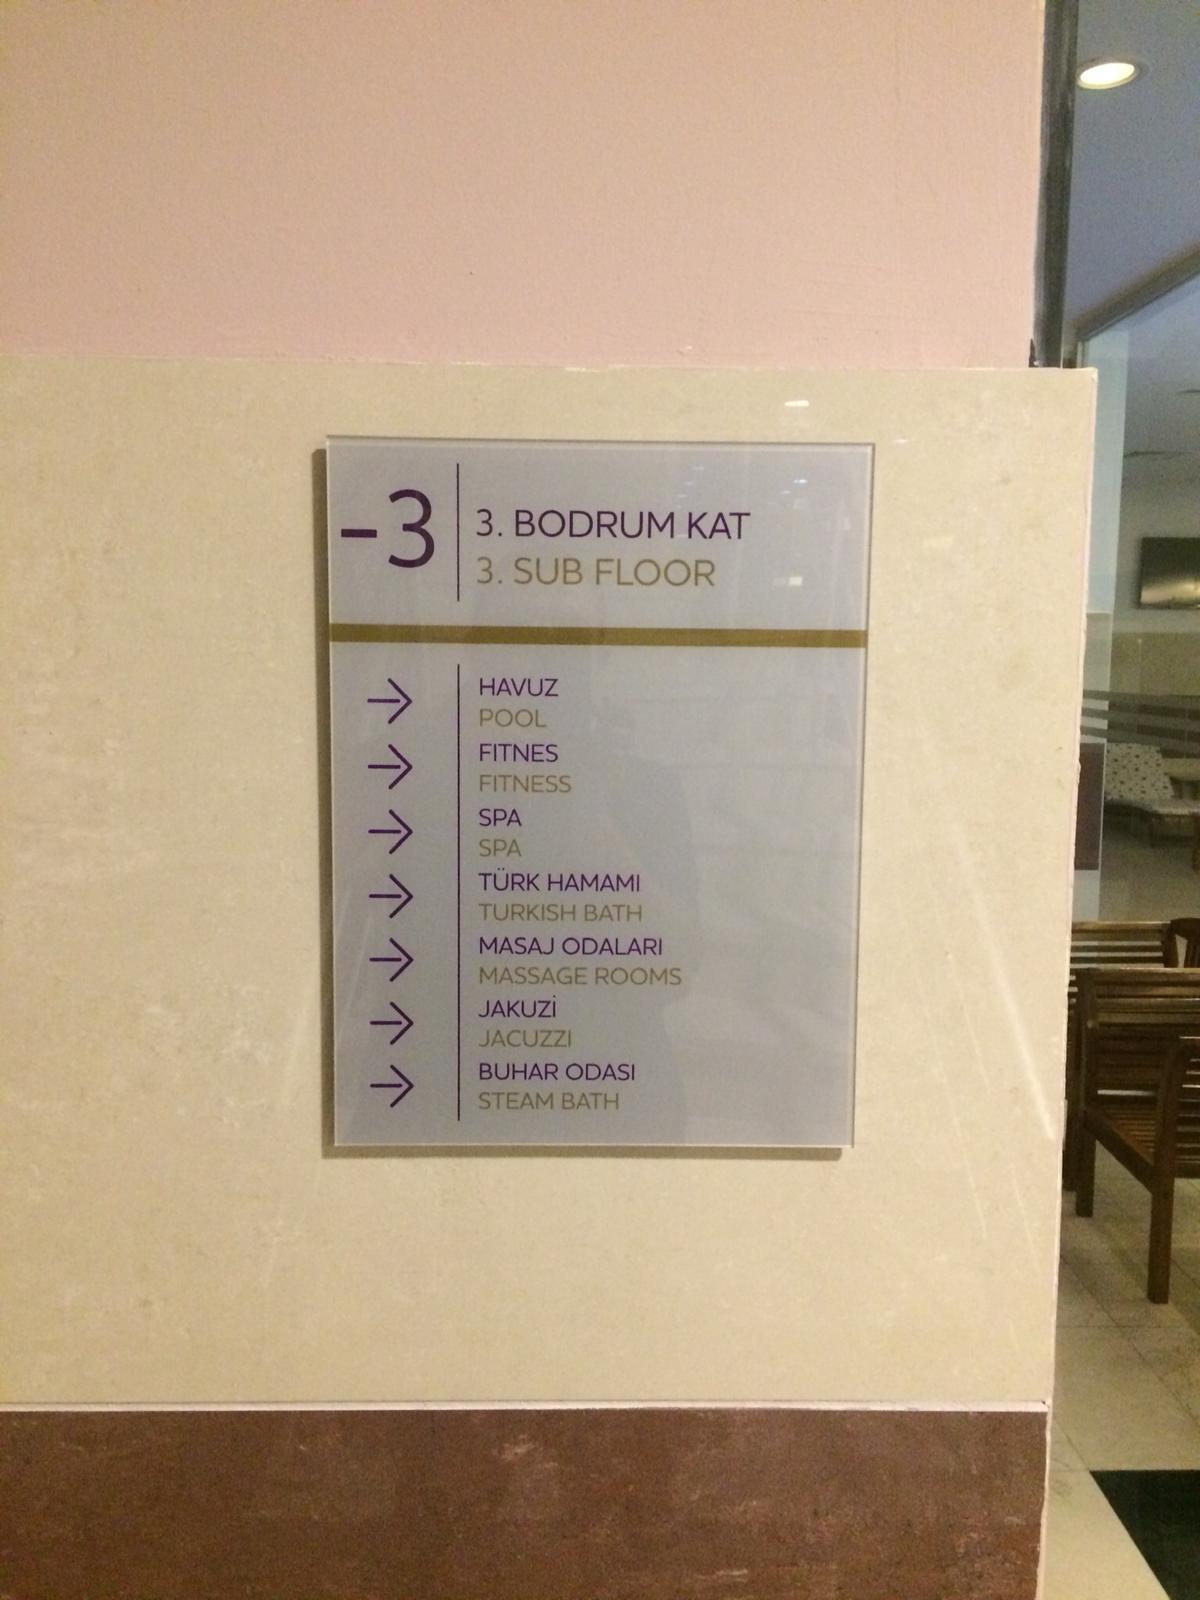 -3
3. BODRUM KAT
3. SUB FLOOR
HAVUZ
POOL
FITNES
FITNESS
SPA
SPA
TÜRK HAMAMI
TURKISH BATH
MASAJ ODALARI
MASSAGE ROOMS
JAKUZİ
JACUZZI
BUHAR ODASI
STEAM BATH